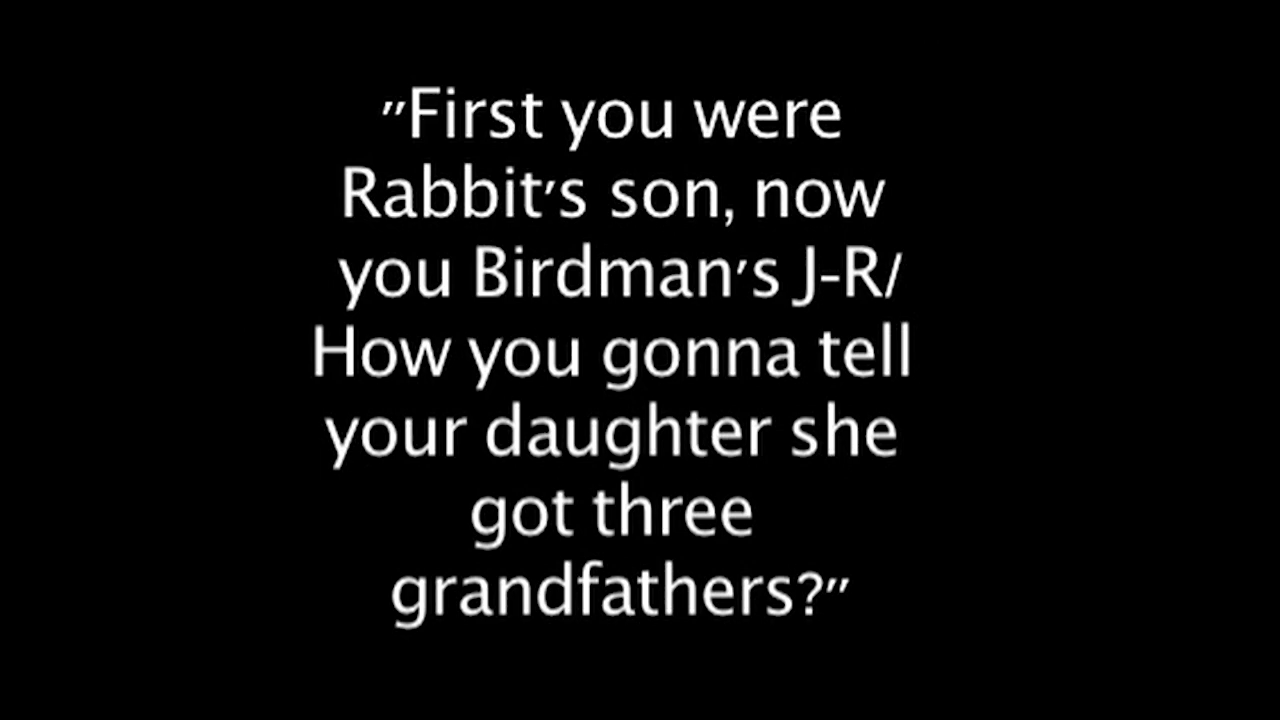 "First you were
Rabbit's son, now
you Birdman's J-R/
How you gonna tell
your daughter she
got three
grandfathers?"